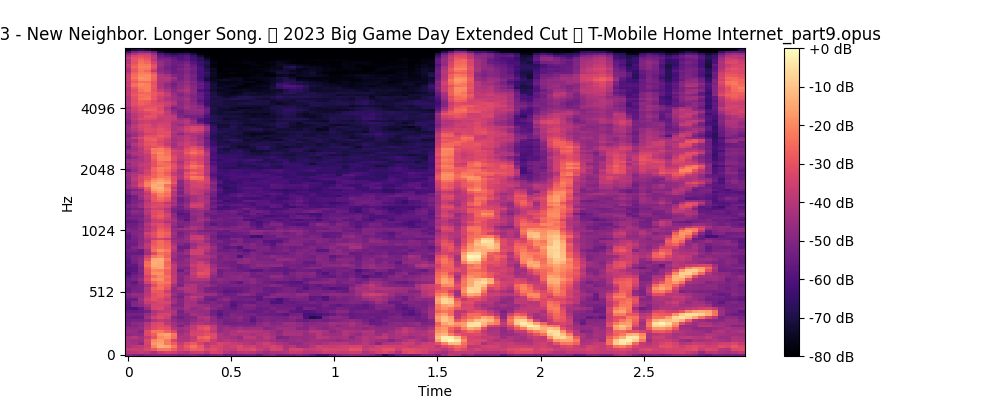 3 - New Neighbor. Longer Song. 🎵 2023 Big Game Day Extended Cut 🎵 T-Mobile Home Internet_part9.opus
+0 dB
-10 dB
-20 dB
-30 dB
-40 dB
-50 dB
-60 dB
-70 dB
-80 dB
4096
2048
1024
512
0
Hz
0
0.5
1
1.5
2
2.5
Time